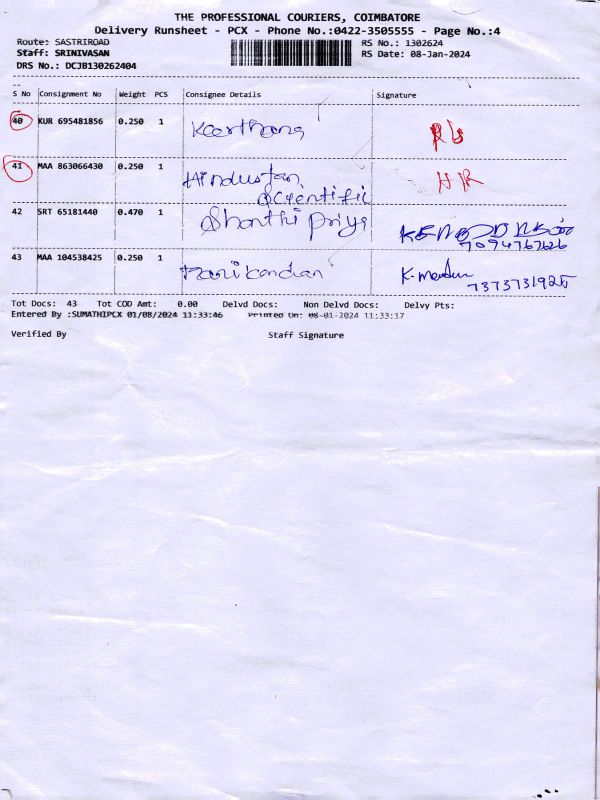 THE PROFESSIONAL COURIERS, COIMBATORE
Delivery Runsheet - PCX - Phone No.:0422-3505555 - Page No.:4
Route: SASTRIROAD RS No.: 1302624
Staff: SRINIVASAN RS Date: 08-Jan-2024
DRS No.: DCJB130262404
S No Consignment No Weight PCS Consignee Details Signature
40 KUR 695481856 0.250 1 Keerthana
41 MAA 863066430 0.250 1 Hindustan
Scientific
42 SRT 65181440 0.470 1 Shanthi Priya
7094767626
43 MAA 104538425 0.250 1 Manikandan
7373731925
Tot Docs: 43 Tot COD Amt: 0.00 Delvd Docs: Non Delvd Docs: Delvy Pts:
Entered By :SUMATHIPCX 01/08/2024 11:33:46 Printed On: 08-01-2024 11:33:17
Verified By Staff Signature